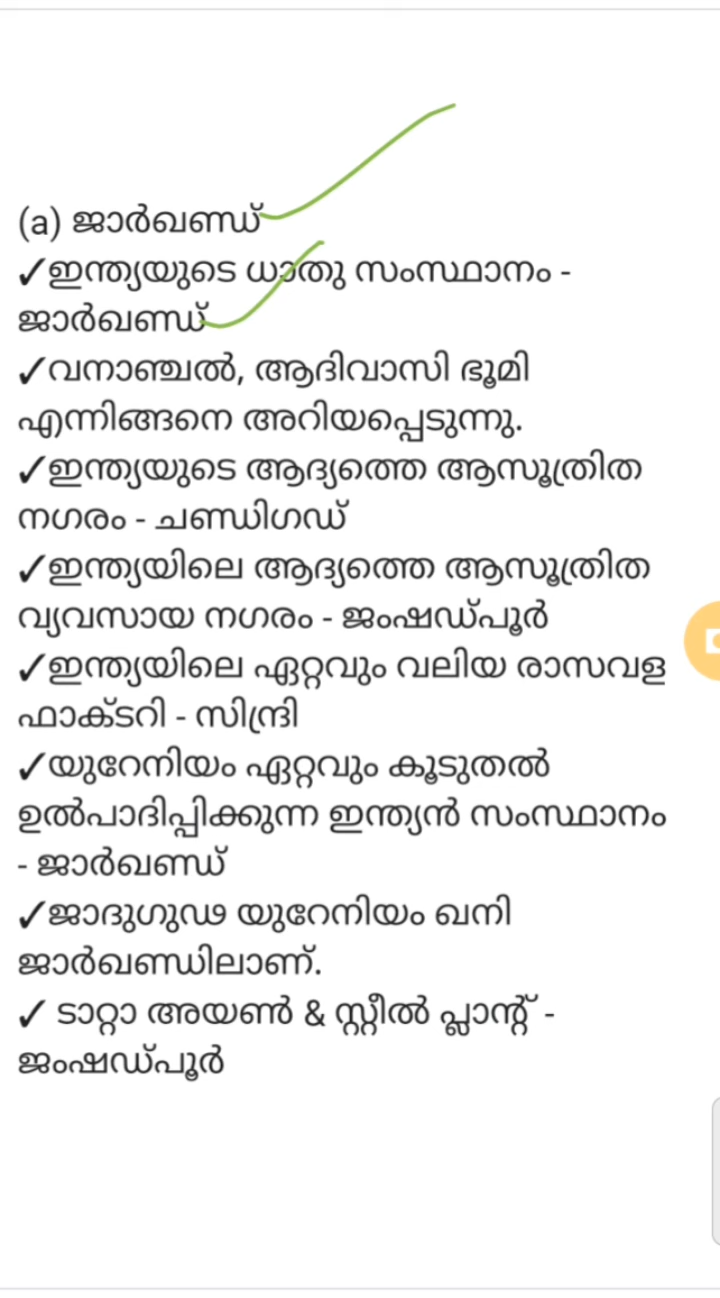 (a) ജാർഖണ്ഡ്
✓ഇന്ത്യയുടെ ധാതു സംസ്ഥാനം -
ജാർഖണ്ഡ്
✓വനാഞ്ചൽ, ആദിവാസി ഭൂമി
എന്നിങ്ങനെ അറിയപ്പെടുന്നു.
✓ഇന്ത്യയുടെ ആദ്യത്തെ ആസൂത്രിത
നഗരം - ചണ്ഡിഗഡ്
✓ഇന്ത്യയിലെ ആദ്യത്തെ ആസൂത്രിത
വ്യവസായ നഗരം - ജംഷഡ്പൂർ
✓ഇന്ത്യയിലെ ഏറ്റവും വലിയ രാസവള
ഫാക്ടറി - സിന്ദ്രി
✓യുറേനിയം ഏറ്റവും കൂടുതൽ
ഉൽപാദിപ്പിക്കുന്ന ഇന്ത്യൻ സംസ്ഥാനം
- ജാർഖണ്ഡ്
✓ജാദുഗുഢ യുറേനിയം ഖനി
ജാർഖണ്ഡിലാണ്.
✓ ടാറ്റാ അയൺ & സ്റ്റീൽ പ്ലാന്റ് -
ജംഷഡ്പൂർ